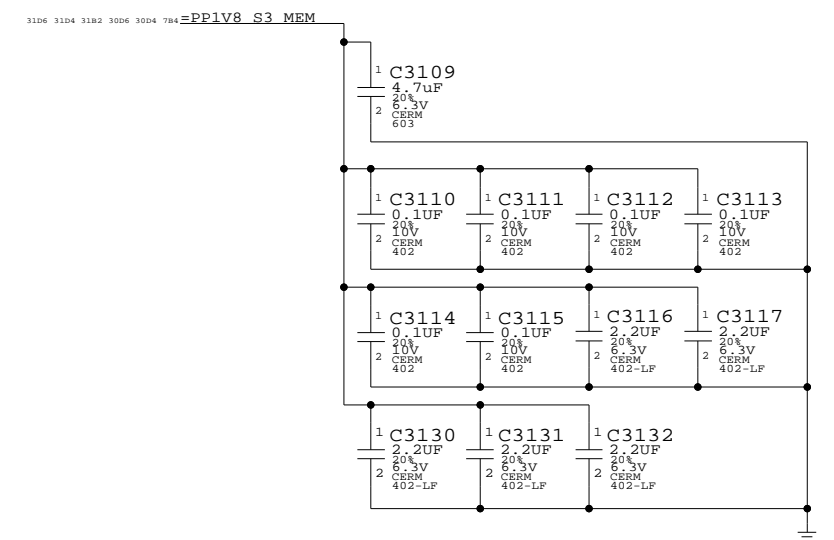 31D6 31D4 31B2 30D6 30D4 7B4 =PP1V8 S3 MEM
1 C3109
4.7uF
20%
6.3V
2 CERM
603
1 C3110 1 C3111 1 C3112 1 C3113
0.1UF 0.1UF 0.1UF 0.1UF
20% 20% 20% 20%
10V 10V 10V 10V
2 CERM 2 CERM 2 CERM 2 CERM
402 402 402 402
1 C3114 1 C3115 1 C3116 1 C3117
0.1UF 0.1UF 2.2UF 2.2UF
20% 20% 20% 20%
10V 10V 6.3V 6.3V
2 CERM 2 CERM 2 CERM 2 CERM
402 402 402-LF 402-LF
1 C3130 1 C3131 1 C3132
2.2UF 2.2UF 2.2UF
20% 20% 20%
6.3V 6.3V 6.3V
2 CERM 2 CERM 2 CERM
402-LF 402-LF 402-LF